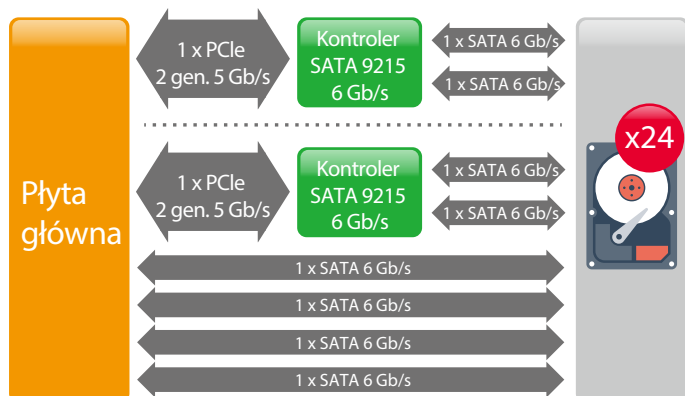 1 x PCIe
2 gen. 5 Gb/s
Kontroler
SATA 9215
6 Gb/s
1 x SATA 6 Gb/s
1 x SATA 6 Gb/s
x24
Płyta
główna
1 x PCIe
2 gen. 5 Gb/s
Kontroler
SATA 9215
6 Gb/s
1 x SATA 6 Gb/s
1 x SATA 6 Gb/s
1 x SATA 6 Gb/s
1 x SATA 6 Gb/s
1 x SATA 6 Gb/s
1 x SATA 6 Gb/s